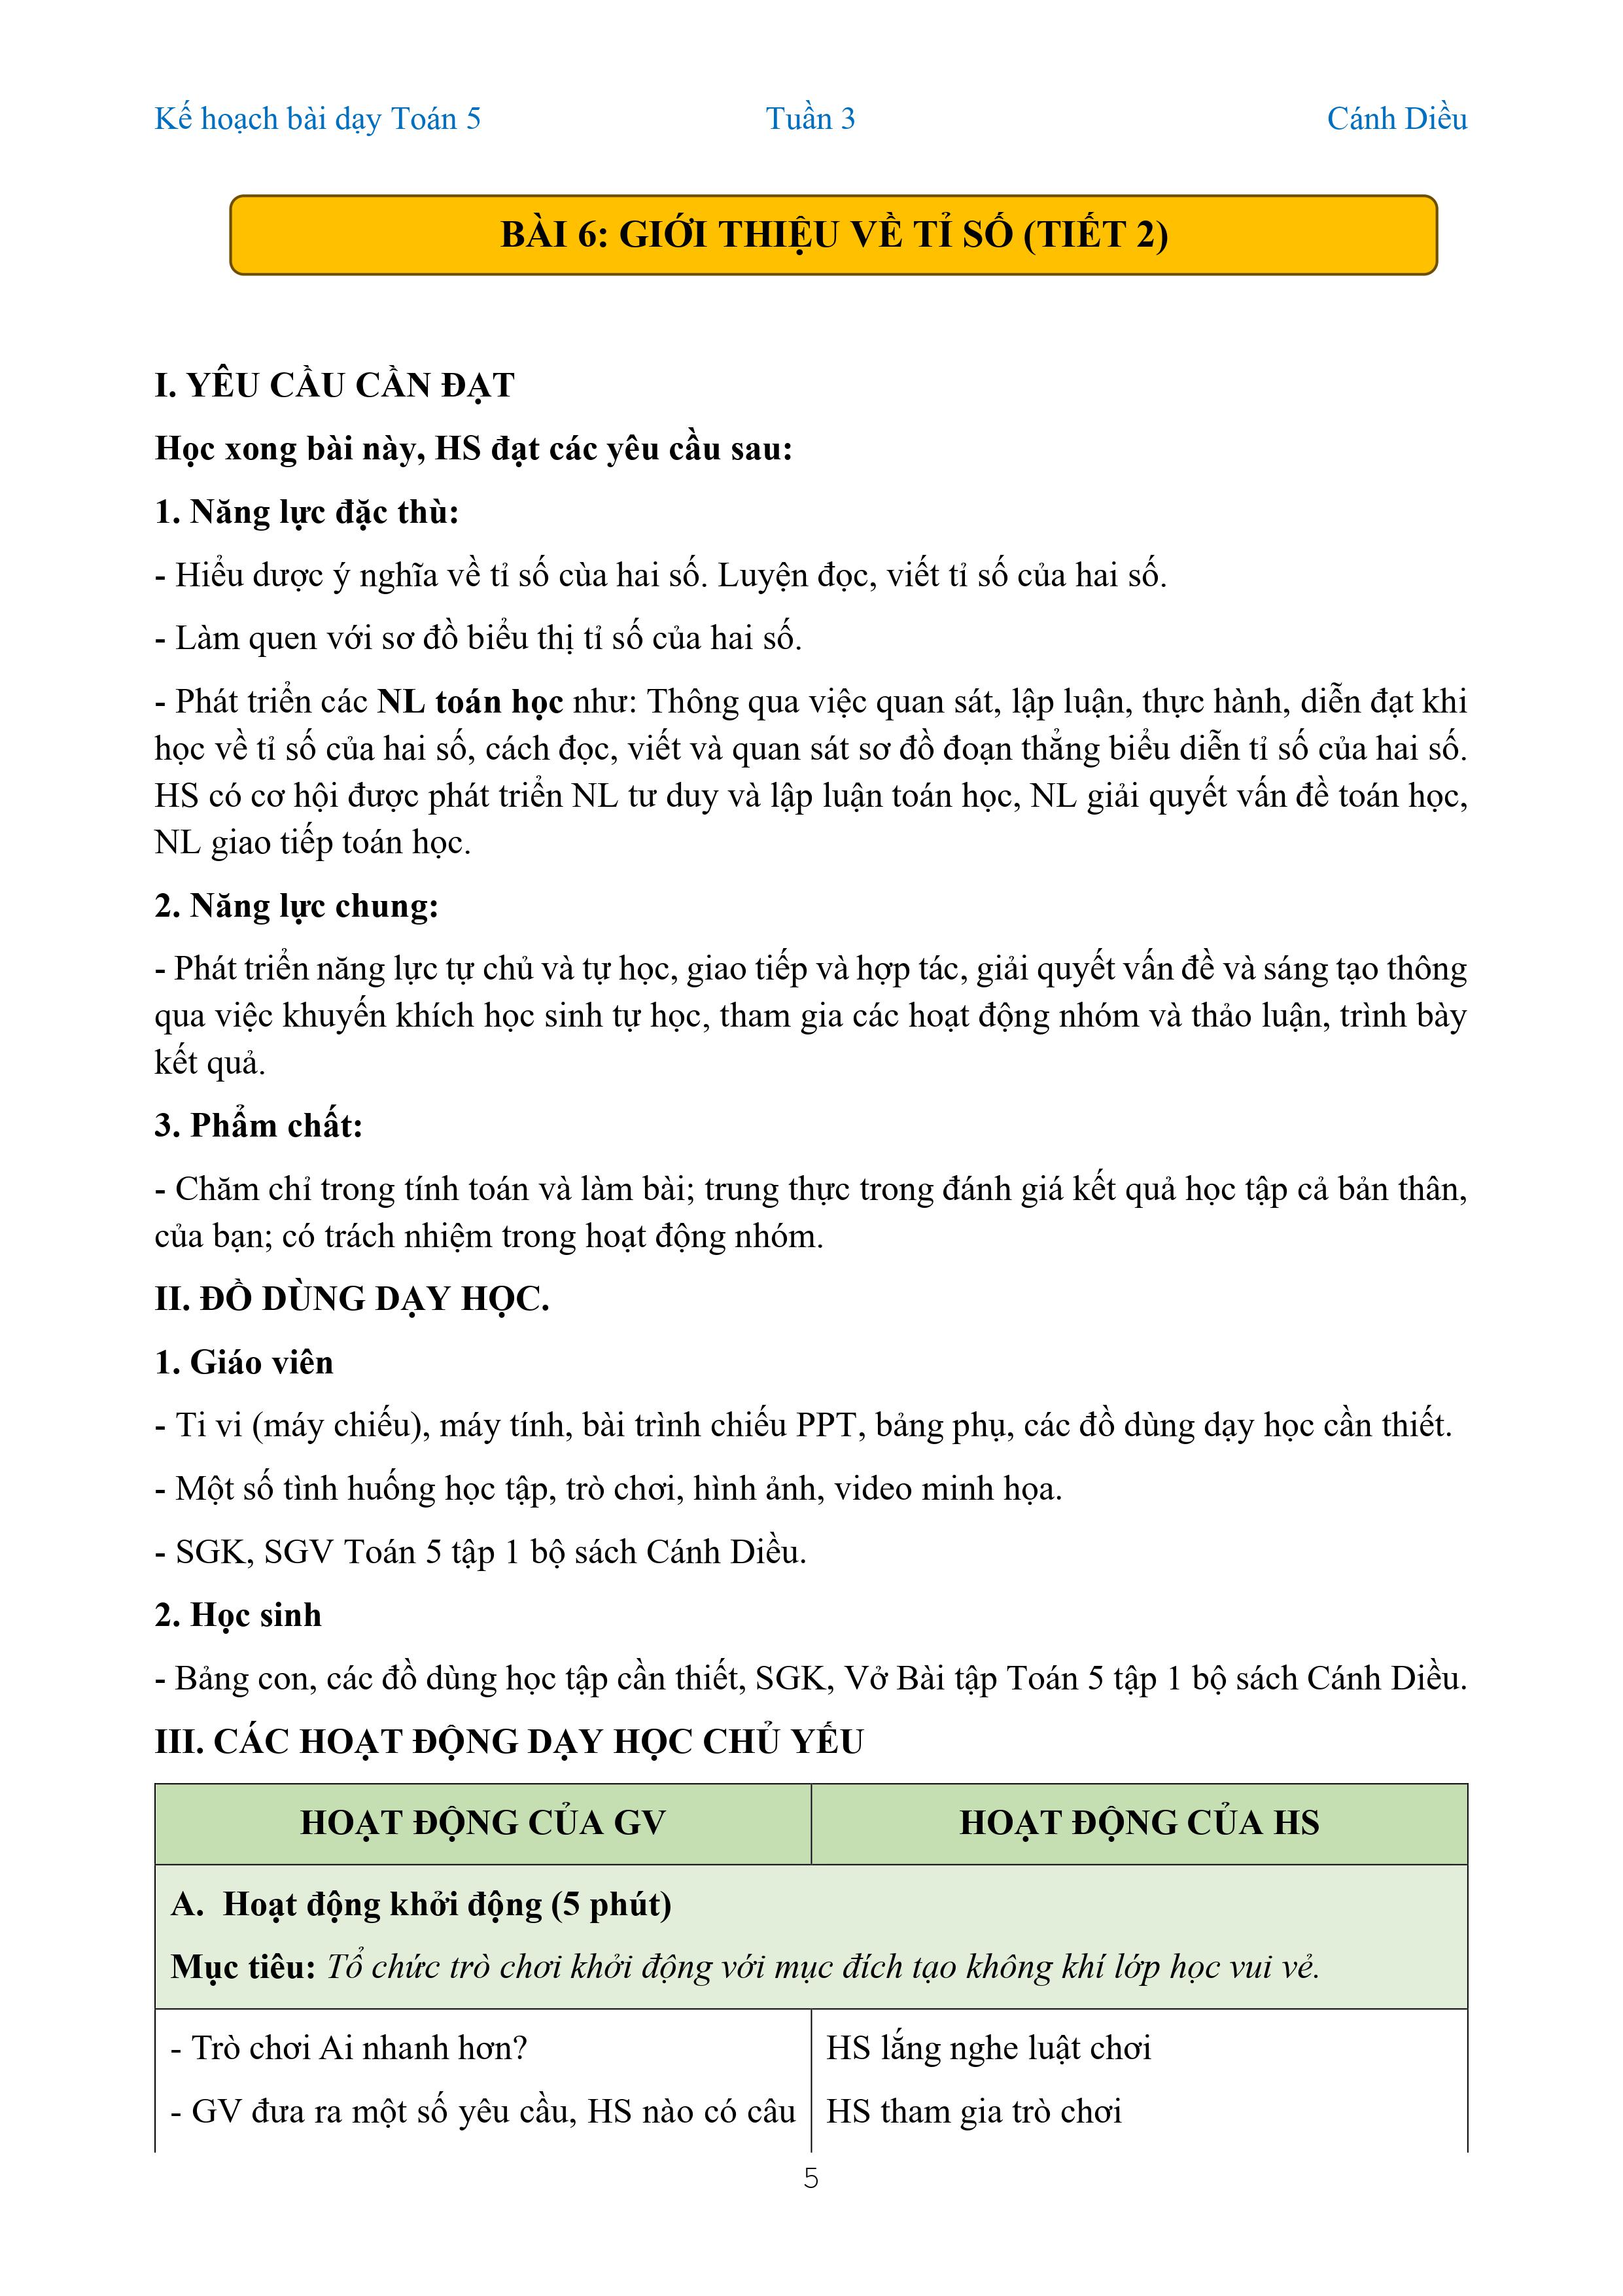 Kế hoạch bài dạy Toán 5 Tuần 3 Cánh Diều
BÀI 6: GIỚI THIỆU VỀ TỈ SỐ (TIẾT 2)
I. YÊU CẦU CẦN ĐẠT
Học xong bài này, HS đạt các yêu cầu sau:
1. Năng lực đặc thù:
- Hiểu dược ý nghĩa về tỉ số cùa hai số. Luyện đọc, viết tỉ số của hai số.
- Làm quen với sơ đồ biểu thị tỉ số của hai số.
- Phát triển các NL toán học như: Thông qua việc quan sát, lập luận, thực hành, diễn đạt khi
học về tỉ số của hai số, cách đọc, viết và quan sát sơ đồ đoạn thẳng biểu diễn tỉ số của hai số.
HS có cơ hội được phát triển NL tư duy và lập luận toán học, NL giải quyết vấn đề toán học,
NL giao tiếp toán học.
2. Năng lực chung:
- Phát triển năng lực tự chủ và tự học, giao tiếp và hợp tác, giải quyết vấn đề và sáng tạo thông
qua việc khuyến khích học sinh tự học, tham gia các hoạt động nhóm và thảo luận, trình bày
kết quả.
3. Phẩm chất:
- Chăm chỉ trong tính toán và làm bài; trung thực trong đánh giá kết quả học tập cả bản thân,
của bạn; có trách nhiệm trong hoạt động nhóm.
II. ĐỒ DÙNG DẠY HỌC.
1. Giáo viên
- Ti vi (máy chiếu), máy tính, bài trình chiếu PPT, bảng phụ, các đồ dùng dạy học cần thiết.
- Một số tình huống học tập, trò chơi, hình ảnh, video minh họa.
- SGK, SGV Toán 5 tập 1 bộ sách Cánh Diều.
2. Học sinh
- Bảng con, các đồ dùng học tập cần thiết, SGK, Vở Bài tập Toán 5 tập 1 bộ sách Cánh Diều.
III. CÁC HOẠT ĐỘNG DẠY HỌC CHỦ YẾU
HOẠT ĐỘNG CỦA GV HOẠT ĐỘNG CỦA HS
A. Hoạt động khởi động (5 phút)
Mục tiêu: Tổ chức trò chơi khởi động với mục đích tạo không khí lớp học vui vẻ.
- Trò chơi Ai nhanh hơn?
- GV đưa ra một số yêu cầu, HS nào có câu
HS lắng nghe luật chơi
HS tham gia trò chơi
5